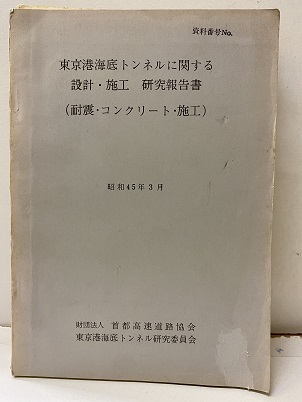 資料番号No.
東京港海底トンネルに関する
設計・施工 研究報告書
(耐震・コンクリート・施工)
昭和45年3月
財団法人 首都高速道路協会
東京港海底トンネル研究委員会